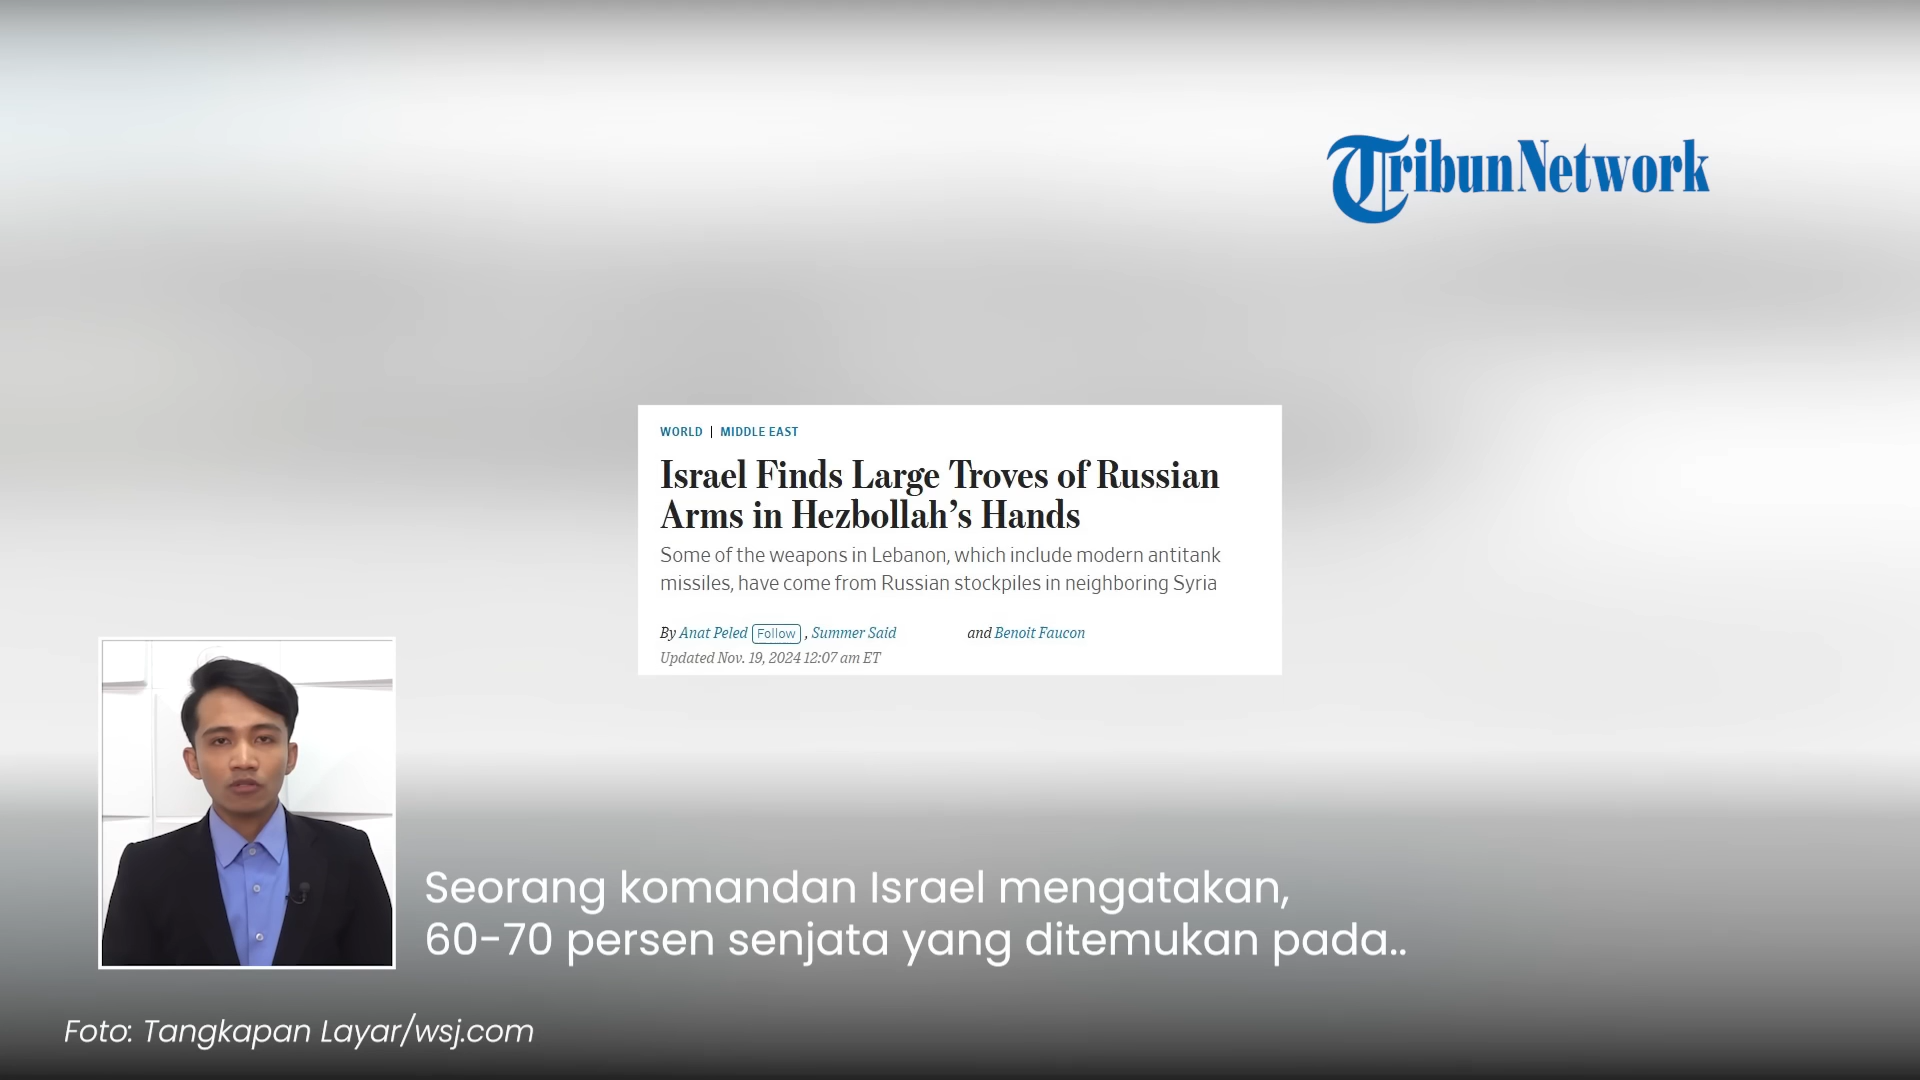 TribunNetwork
WORLD | MIDDLE EAST
Israel Finds Large Troves of Russian
Arms in Hezbollah’s Hands
Some of the weapons in Lebanon, which include modern antitank
missiles, have come from Russian stockpiles in neighboring Syria
By Anat Peled Follow , Summer Said and Benoit Faucon
Updated Nov. 19, 2024 12:07 am ET
Seorang komandan Israel mengatakan,
60-70 persen senjata yang ditemukan pada..
Foto: Tangkapan Layar/wsj.com